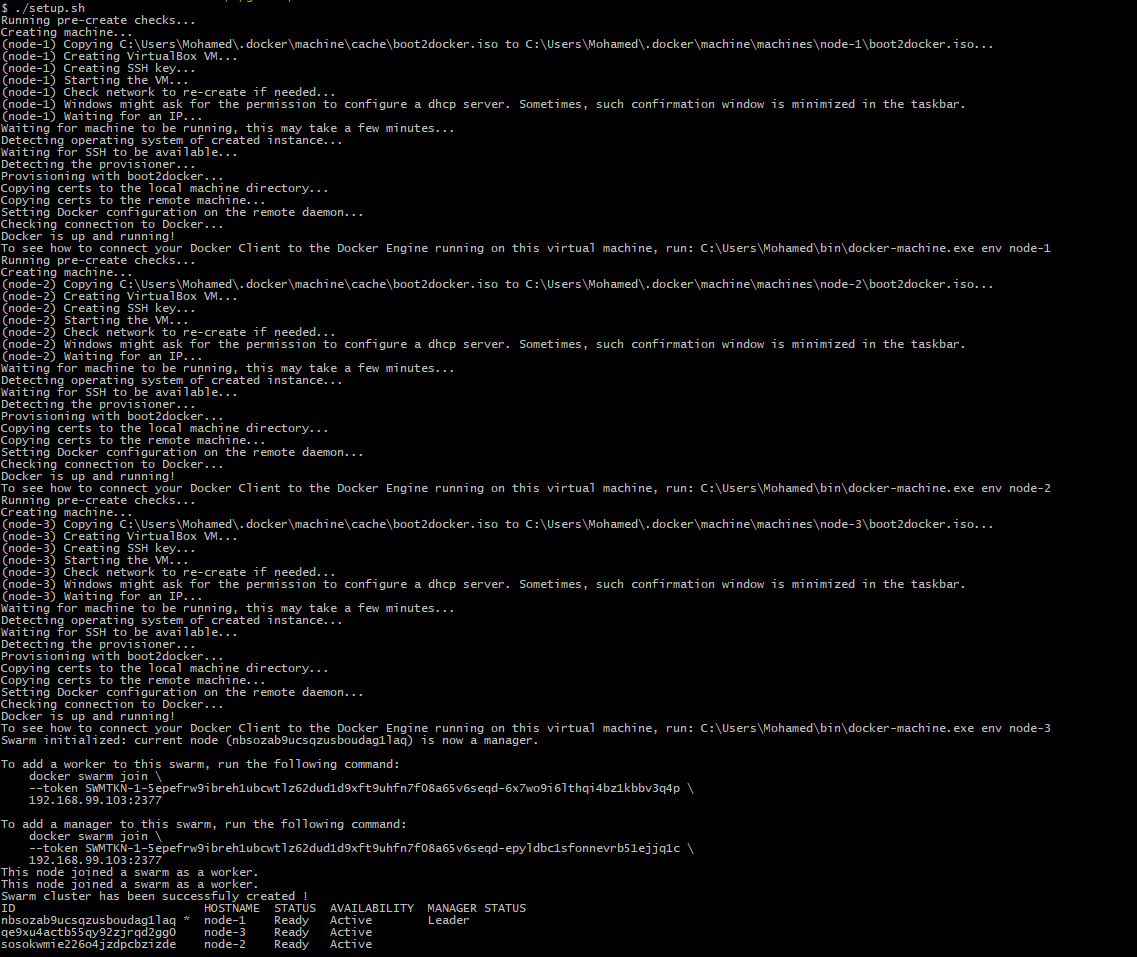 $ ./setup.sh
Running pre-create checks...
Creating machine...
(node-1) Copying C:\Users\Mohamed\.docker\machine\cache\boot2docker.iso to C:\Users\Mohamed\.docker\machine\machines\node-1\boot2docker.iso...
(node-1) Creating VirtualBox VM...
(node-1) Creating SSH key...
(node-1) Starting the VM...
(node-1) Check network to re-create if needed...
(node-1) Windows might ask for the permission to configure a dhcp server. Sometimes, such confirmation window is minimized in the taskbar.
(node-1) Waiting for an IP...
Waiting for machine to be running, this may take a few minutes...
Detecting operating system of created instance...
Waiting for SSH to be available...
Detecting the provisioner...
Provisioning with boot2docker...
Copying certs to the local machine directory...
Copying certs to the remote machine...
Setting Docker configuration on the remote daemon...
Checking connection to Docker...
Docker is up and running!
To see how to connect your Docker Client to the Docker Engine running on this virtual machine, run: C:\Users\Mohamed\bin\docker-machine.exe env node-1
Running pre-create checks...
Creating machine...
(node-2) Copying C:\Users\Mohamed\.docker\machine\cache\boot2docker.iso to C:\Users\Mohamed\.docker\machine\machines\node-2\boot2docker.iso...
(node-2) Creating VirtualBox VM...
(node-2) Creating SSH key...
(node-2) Starting the VM...
(node-2) Check network to re-create if needed...
(node-2) Windows might ask for the permission to configure a dhcp server. Sometimes, such confirmation window is minimized in the taskbar.
(node-2) Waiting for an IP...
Waiting for machine to be running, this may take a few minutes...
Detecting operating system of created instance...
Waiting for SSH to be available...
Detecting the provisioner...
Provisioning with boot2docker...
Copying certs to the local machine directory...
Copying certs to the remote machine...
Setting Docker configuration on the remote daemon...
Checking connection to Docker...
Docker is up and running!
To see how to connect your Docker Client to the Docker Engine running on this virtual machine, run: C:\Users\Mohamed\bin\docker-machine.exe env node-2
Running pre-create checks...
Creating machine...
(node-3) Copying C:\Users\Mohamed\.docker\machine\cache\boot2docker.iso to C:\Users\Mohamed\.docker\machine\machines\node-3\boot2docker.iso...
(node-3) Creating VirtualBox VM...
(node-3) Creating SSH key...
(node-3) Starting the VM...
(node-3) Check network to re-create if needed...
(node-3) Windows might ask for the permission to configure a dhcp server. Sometimes, such confirmation window is minimized in the taskbar.
(node-3) Waiting for an IP...
Waiting for machine to be running, this may take a few minutes...
Detecting operating system of created instance...
Waiting for SSH to be available...
Detecting the provisioner...
Provisioning with boot2docker...
Copying certs to the local machine directory...
Copying certs to the remote machine...
Setting Docker configuration on the remote daemon...
Checking connection to Docker...
Docker is up and running!
To see how to connect your Docker Client to the Docker Engine running on this virtual machine, run: C:\Users\Mohamed\bin\docker-machine.exe env node-3
Swarm initialized: current node (nbsozab9ucsqzusboudag1laq) is now a manager.
To add a worker to this swarm, run the following command:
docker swarm join \
--token SWMTKN-1-5epefrw9ibreh1ubcwtlz62dud1d9xft9uhfn7f08a65v6seqd-6x7wo9i6lthqi4bz1kbbv3q4p \
192.168.99.103:2377
To add a manager to this swarm, run the following command:
docker swarm join \
--token SWMTKN-1-5epefrw9ibreh1ubcwtlz62dud1d9xft9uhfn7f08a65v6seqd-epyldbc1sfonnevrb51ejjq1c \
192.168.99.103:2377
This node joined a swarm as a worker.
This node joined a swarm as a worker.
Swarm cluster has been successfuly created !
ID HOSTNAME STATUS AVAILABILITY MANAGER STATUS
nbsozab9ucsqzusboudag1laq * node-1 Ready Active Leader
qe9xu4actb55qy92zjrqd2gg0 node-3 Ready Active
sosokwmie226o4jzdpcbzizde node-2 Ready Active